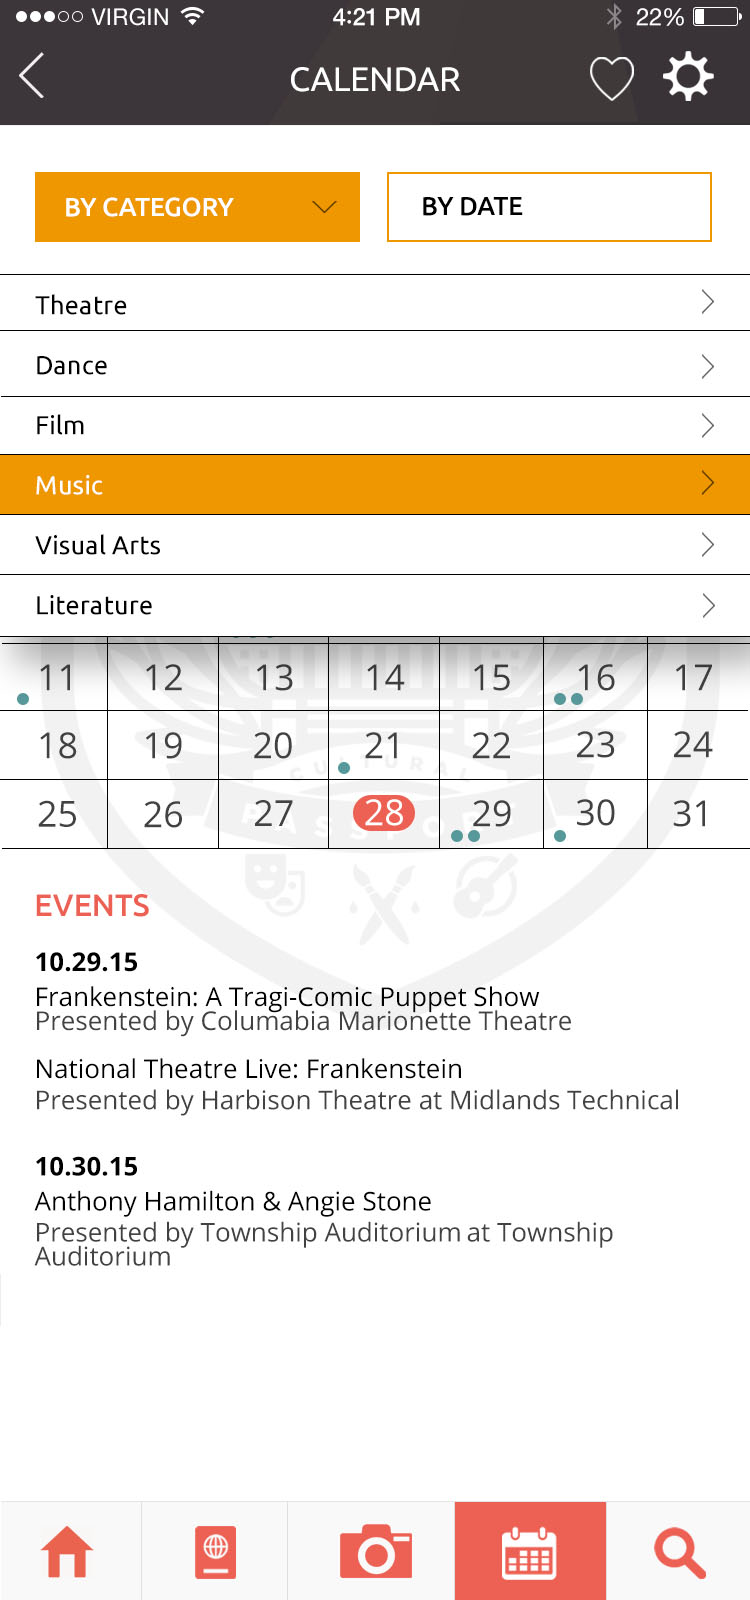 VIRGIN 4:21 PM 22%
CALENDAR
BY CATEGORY BY DATE
Theatre
Dance
Film
Music
Visual Arts
Literature
11 12 13 14 15 16 17
18 19 20 21 22 23 24
CULTURAL
25 26 27 28 29 30 31
PASSPO
EVENTS
10.29.15
Frankenstein: A Tragi-Comic Puppet Show
Presented by Columabia Marionette Theatre
National Theatre Live: Frankenstein
Presented by Harbison Theatre at Midlands Technical
10.30.15
Anthony Hamilton & Angie Stone
Presented by Township Auditorium at Township
Auditorium